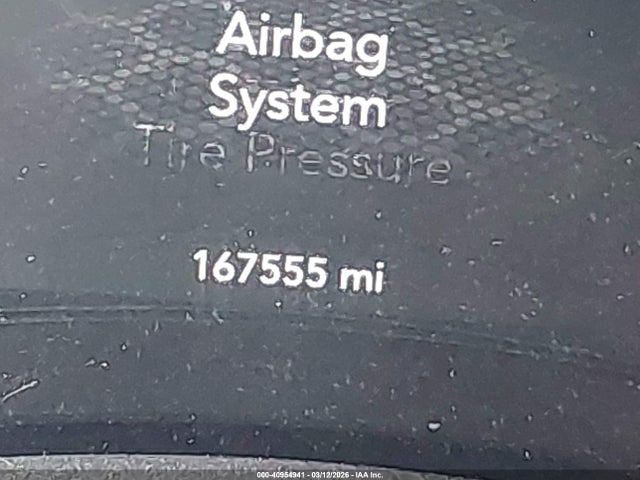 Airbag
System
Tire Pressure
167555 mi
000-40954941 - 03/12/2026 - IAA Inc.